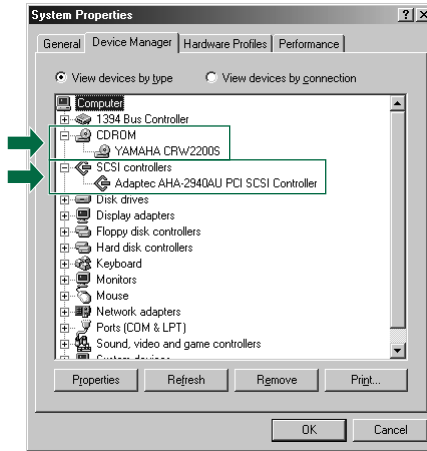 System Properties
General Device Manager Hardware Profiles Performance
View devices by type View devices by connection
Computer
1394 Bus Controller
CDROM
YAMAHA CRW2200S
SCSI controllers
Adaptec AHA-2940AU PCI SCSI Controller
Disk drives
Display adapters
Floppy disk controllers
Hard disk controllers
Keyboard
Monitors
Mouse
Network adapters
Ports (COM & LPT)
Sound, video and game controllers
System devices
Properties Refresh Remove Print...
OK Cancel